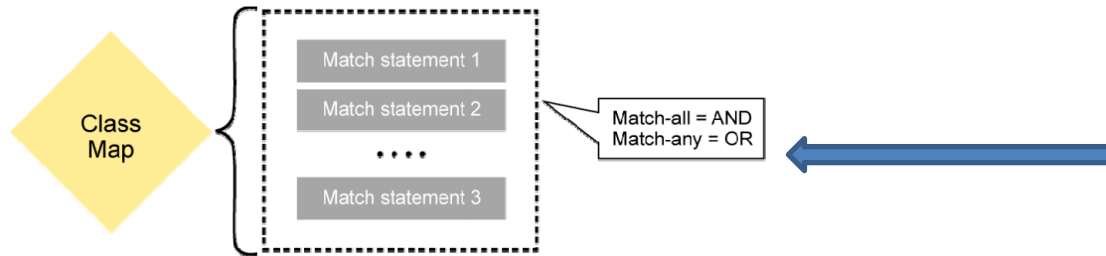 Class
Map
Match statement 1
Match statement 2
....
Match statement 3
Match-all = AND
Match-any = OR